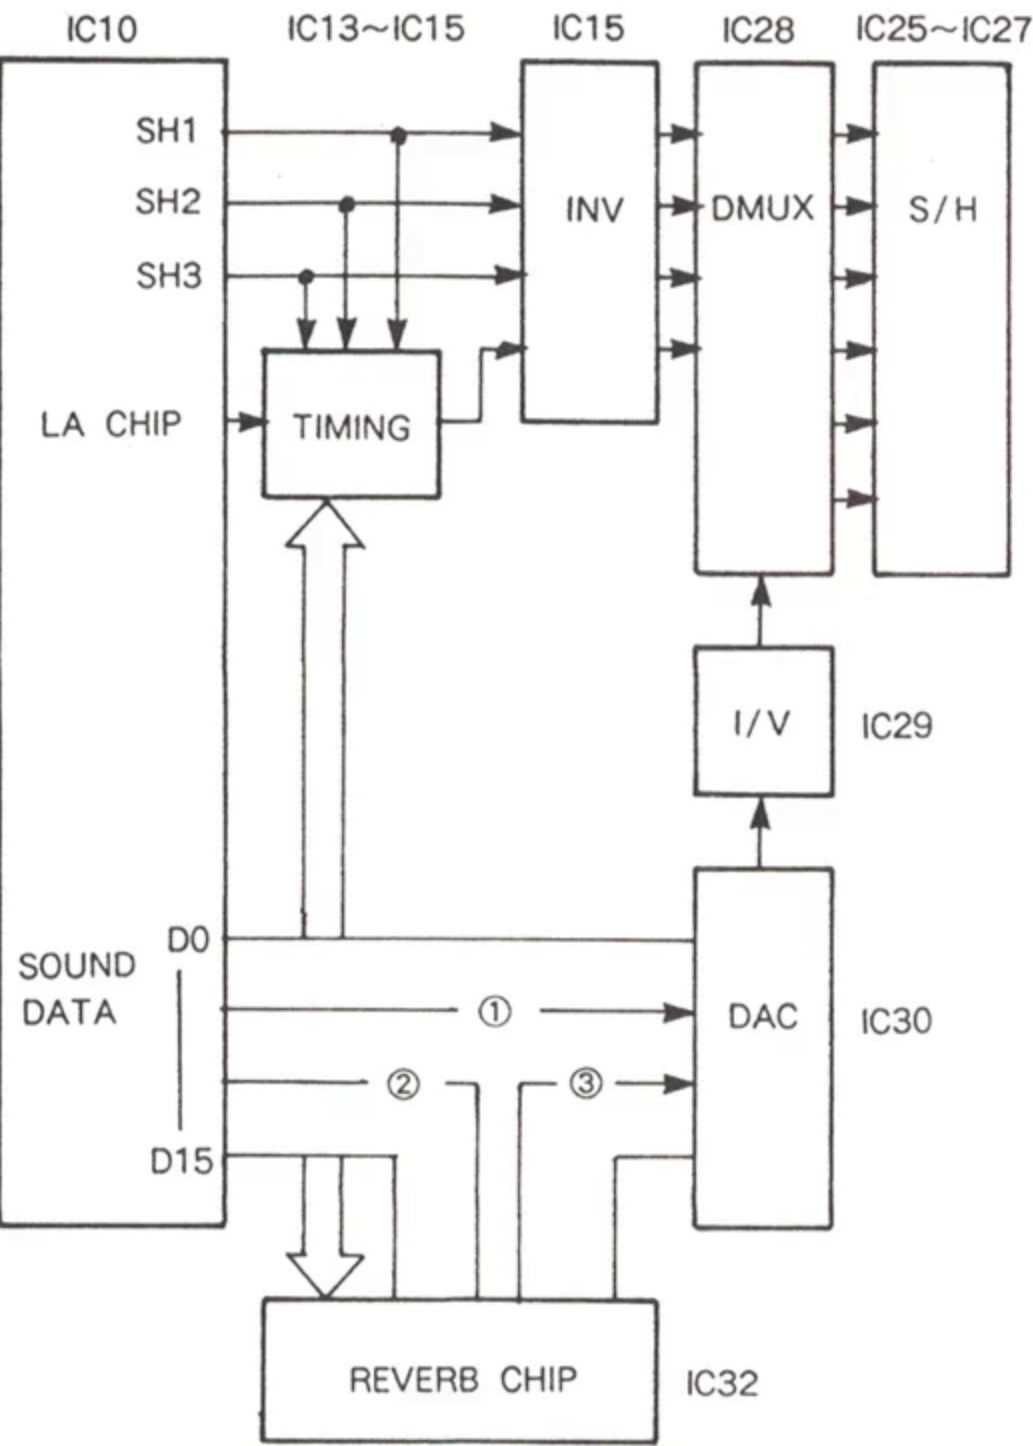 IC10 IC13~IC15 IC15 IC28 IC25~IC27
SH1
SH2
SH3
INV
DMUX
S/H
LA CHIP
TIMING
I/V
IC29
D0
SOUND
DATA
①
DAC
IC30
②
③
D15
REVERB CHIP
IC32